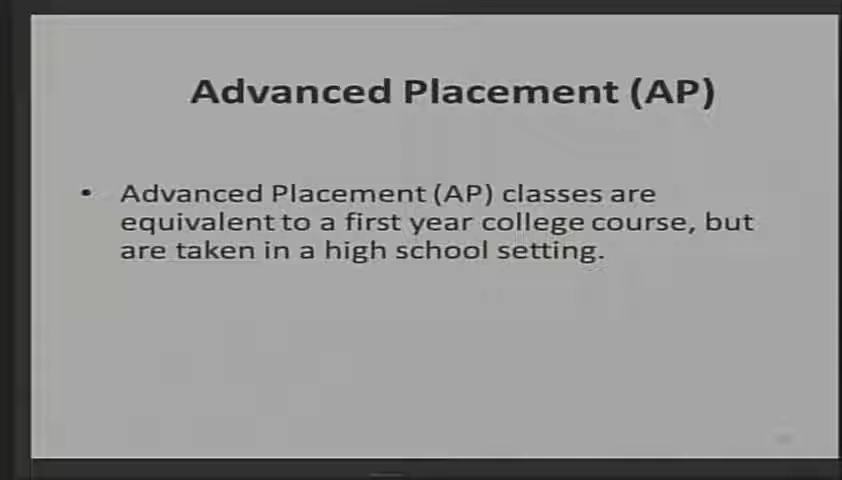 Advanced Placement (AP)
• Advanced Placement (AP) classes are
equivalent to a first year college course, but
are taken in a high school setting.